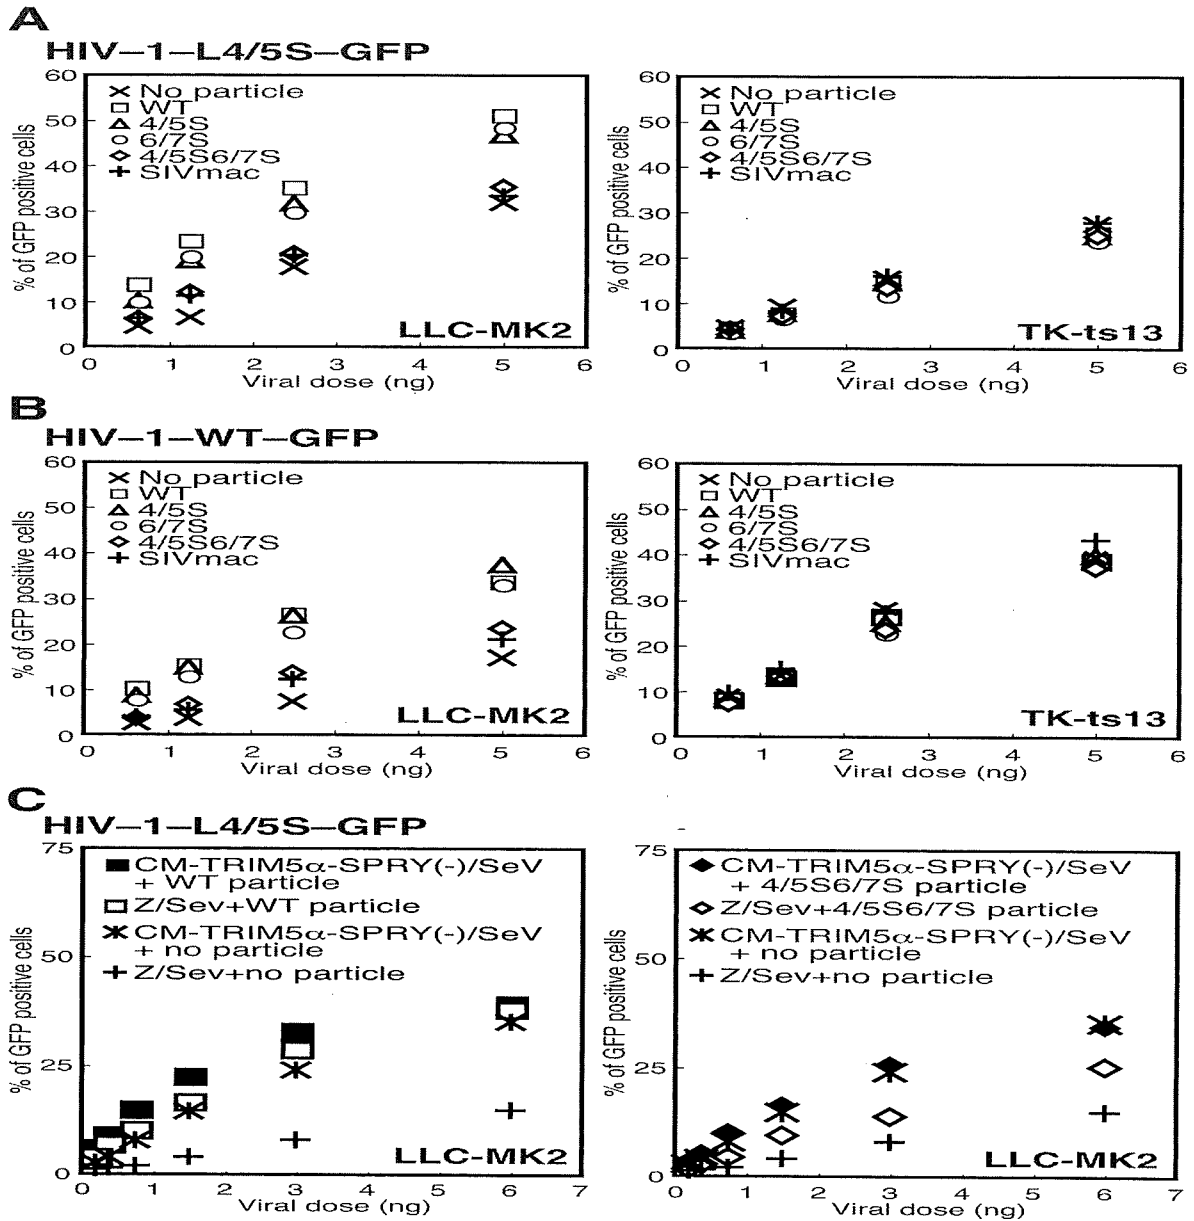 A
HIV–1–L4/5S–GFP
60
50
40
30
20
10
0
% of GFP positive cells
No particle
WT
4/5S
6/7S
4/5S6/7S
SIVmac
LLC-MK2
0 1 2 3 4 5 6
Viral dose (ng)
60
50
40
30
20
10
0
% of GFP positive cells
No particle
WT
4/5S
6/7S
4/5S6/7S
SIVmac
TK-ts13
0 1 2 3 4 5 6
Viral dose (ng)
B
HIV–1–WT–GFP
60
50
40
30
20
10
0
% of GFP positive cells
No particle
WT
4/5S
6/7S
4/5S6/7S
SIVmac
LLC-MK2
0 1 2 3 4 5 6
Viral dose (ng)
60
50
40
30
20
10
0
% of GFP positive cells
No particle
WT
4/5S
6/7S
4/5S6/7S
SIVmac
TK-ts13
0 1 2 3 4 5 6
Viral dose (ng)
C
HIV–1–L4/5S–GFP
75
50
25
0
% of GFP positive cells
CM-TRIM5α-SPRY(-)/SeV
+ WT particle
Z/Sev+WT particle
CM-TRIM5α-SPRY(-)/SeV
+ no particle
Z/Sev+no particle
LLC-MK2
0 1 2 3 4 5 6 7
Viral dose (ng)
75
50
25
0
% of GFP positive cells
CM-TRIM5α-SPRY(-)/SeV
+ 4/5S6/7S particle
Z/Sev+4/5S6/7S particle
CM-TRIM5α-SPRY(-)/SeV
+ no particle
Z/Sev+no particle
LLC-MK2
0 1 2 3 4 5 6 7
Viral dose (ng)